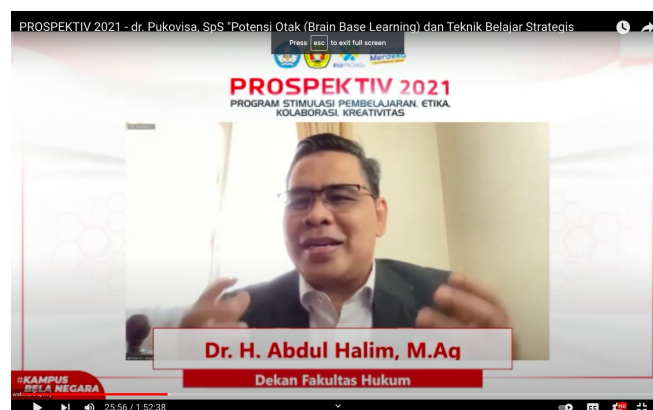 PROSPEKTIV 2021 - dr. Pukovisa, SpS "Potensi Otak (Brain Base Learning) dan Teknik Belajar Strategis
Press esc to exit full screen
Merdeka
PROSPEKTIV 2021
PROGRAM STIMULASI PEMBELAJARAN, ETIKA,
KOLABORASI, KREATIVITAS
Dr. H. Abdul Halim, M.Ag
Dekan Fakultas Hukum
#KAMPUS
BELA NEGARA
25:56 / 1:52:38
HD